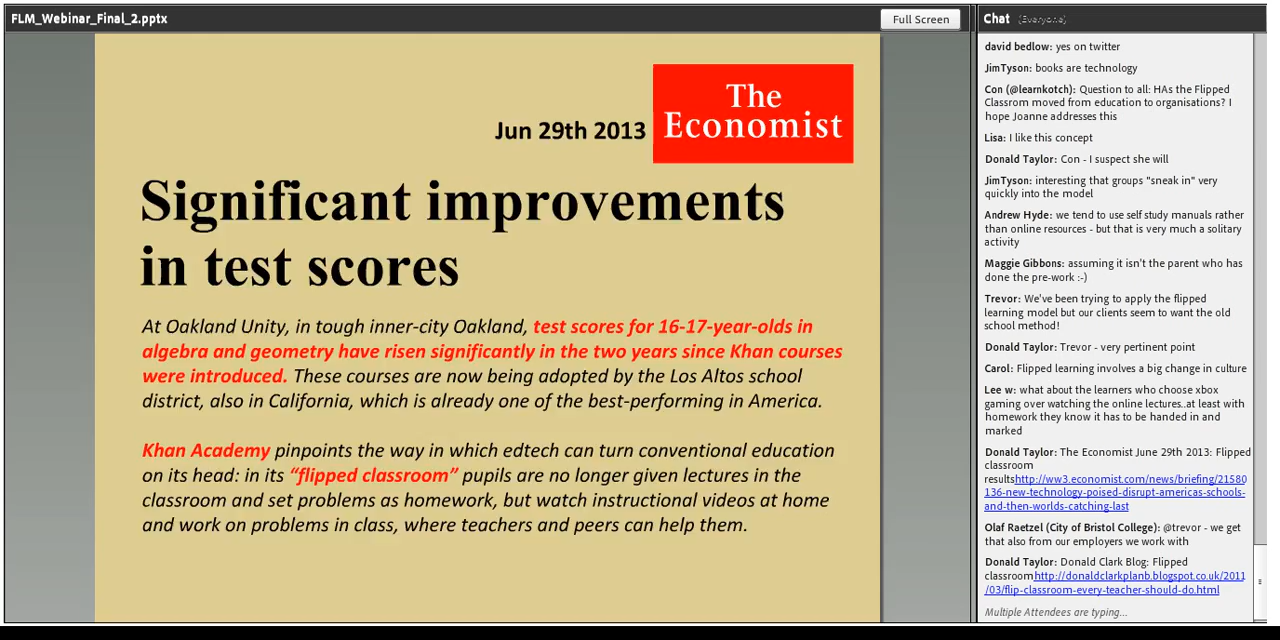 FLM_Webinar_Final_2.pptx
Full Screen
Jun 29th 2013
The
Economist
Significant improvements
in test scores
At Oakland Unity, in tough inner-city Oakland, test scores for 16-17-year-olds in
algebra and geometry have risen significantly in the two years since Khan courses
were introduced. These courses are now being adopted by the Los Altos school
district, also in California, which is already one of the best-performing in America.
Khan Academy pinpoints the way in which edtech can turn conventional education
on its head: in its “flipped classroom” pupils are no longer given lectures in the
classroom and set problems as homework, but watch instructional videos at home
and work on problems in class, where teachers and peers can help them.
Chat (Everyone)
david bedlow: yes on twitter
JimTyson: books are technology
Con (@learnkotch): Question to all: HAs the Flipped
Classrom moved from education to organisations? I
hope Joanne addresses this
Lisa: I like this concept
Donald Taylor: Con - I suspect she will
JimTyson: interesting that groups "sneak in" very
quickly into the model
Andrew Hyde: we tend to use self study manuals rather
than online resources - but that is very much a solitary
activity
Maggie Gibbons: assuming it isn't the parent who has
done the pre-work :-)
Trevor: We've been trying to apply the flipped
learning model but our clients seem to want the old
school method!
Donald Taylor: Trevor - very pertinent point
Carol: Flipped learning involves a big change in culture
Lee w: what about the learners who choose xbox
gaming over watching the online lectures..at least with
homework they know it has to be handed in and
marked
Donald Taylor: The Economist June 29th 2013: Flipped
classroom
resultshttp://ww3.economist.com/news/briefing/21580
136-new-technology-poised-disrupt-americas-schools-
and-then-worlds-catching-last
Olaf Raetzel (City of Bristol College): @trevor - we get
that also from our employers we work with
Donald Taylor: Donald Clark Blog: Flipped
classroomhttp://donaldclarkplanb.blogspot.co.uk/2011
/03/flip-classroom-every-teacher-should-do.html
Multiple Attendees are typing...